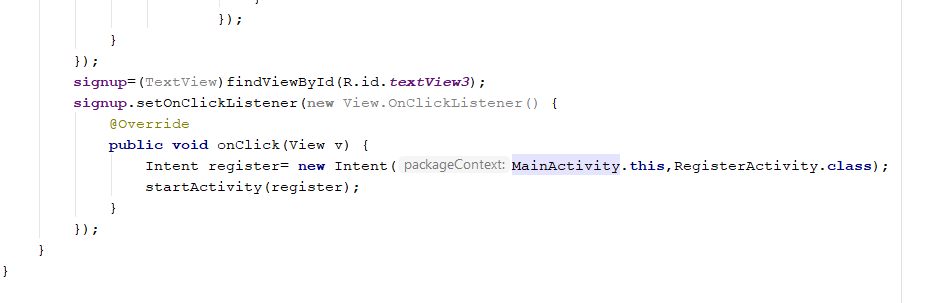 }
});
}
});
signup=(TextView)findViewById(R.id.textView3);
signup.setOnClickListener(new View.OnClickListener() {
@Override
public void onClick(View v) {
Intent register= new Intent( packageContext: MainActivity.this,RegisterActivity.class);
startActivity(register);
}
});
}
}